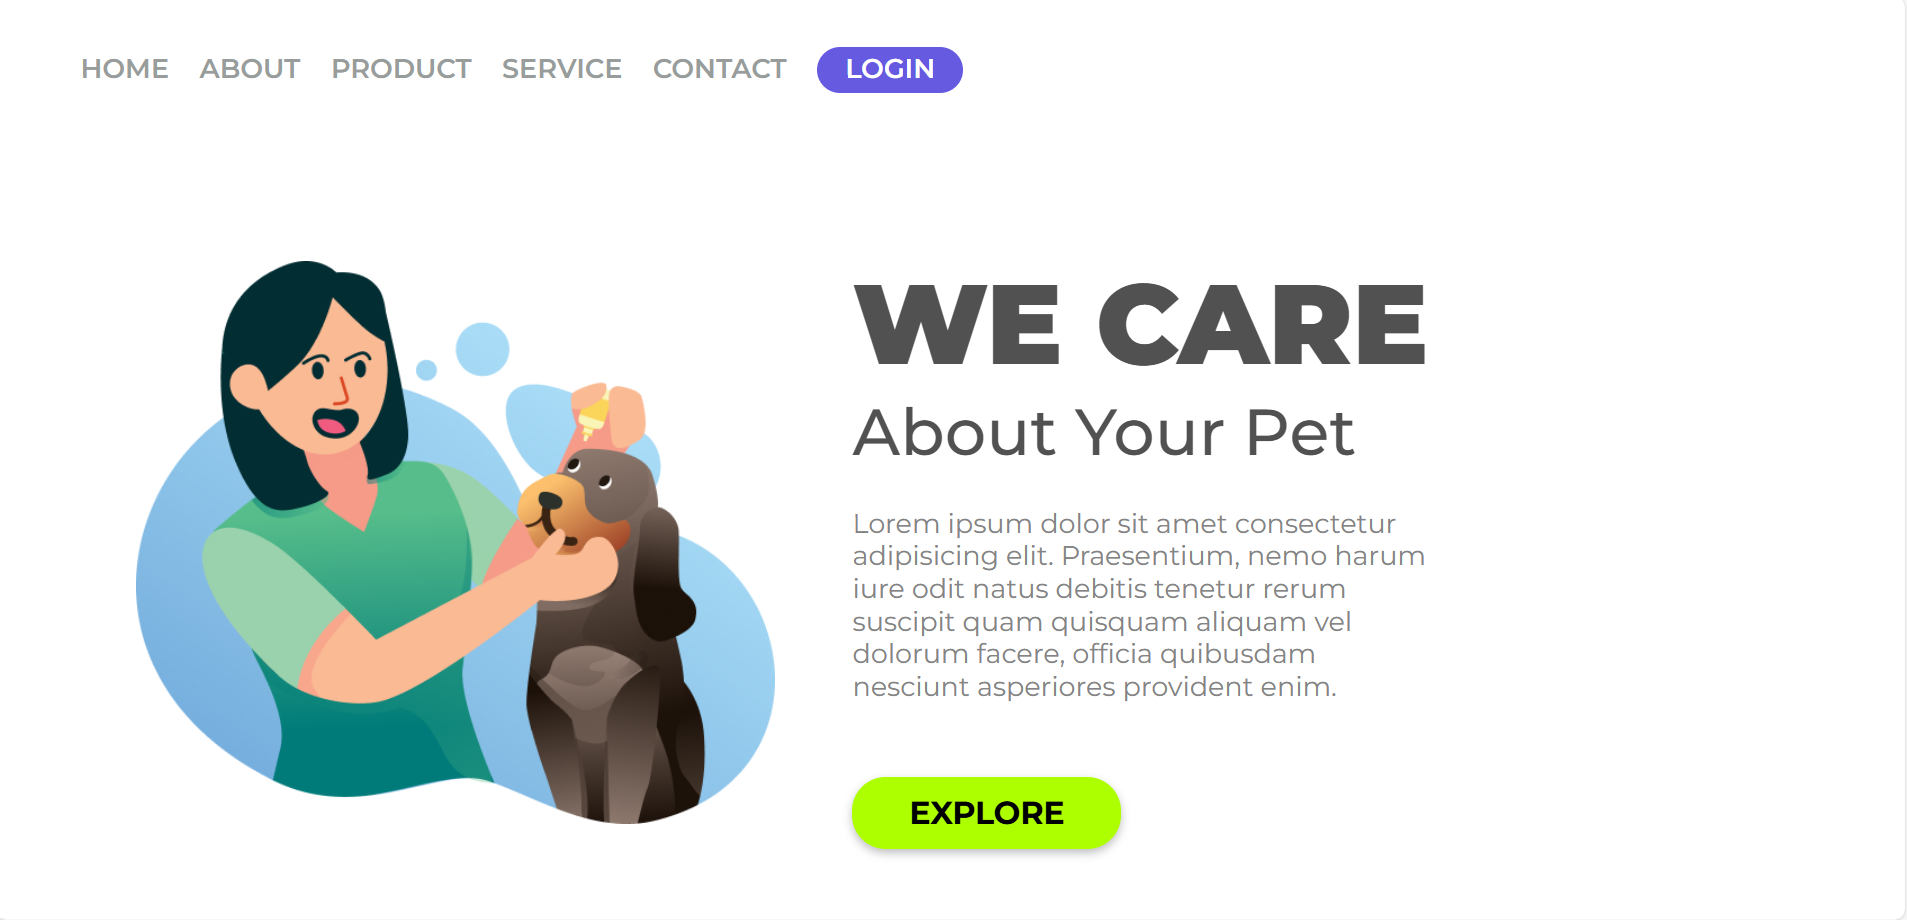 HOME ABOUT PRODUCT SERVICE CONTACT LOGIN
WE CARE
About Your Pet
Lorem ipsum dolor sit amet consectetur
adipisicing elit. Praesentium, nemo harum
iure odit natus debitis tenetur rerum
suscipit quam quisquam aliquam vel
dolorum facere, officia quibusdam
nesciunt asperiores provident enim.
EXPLORE